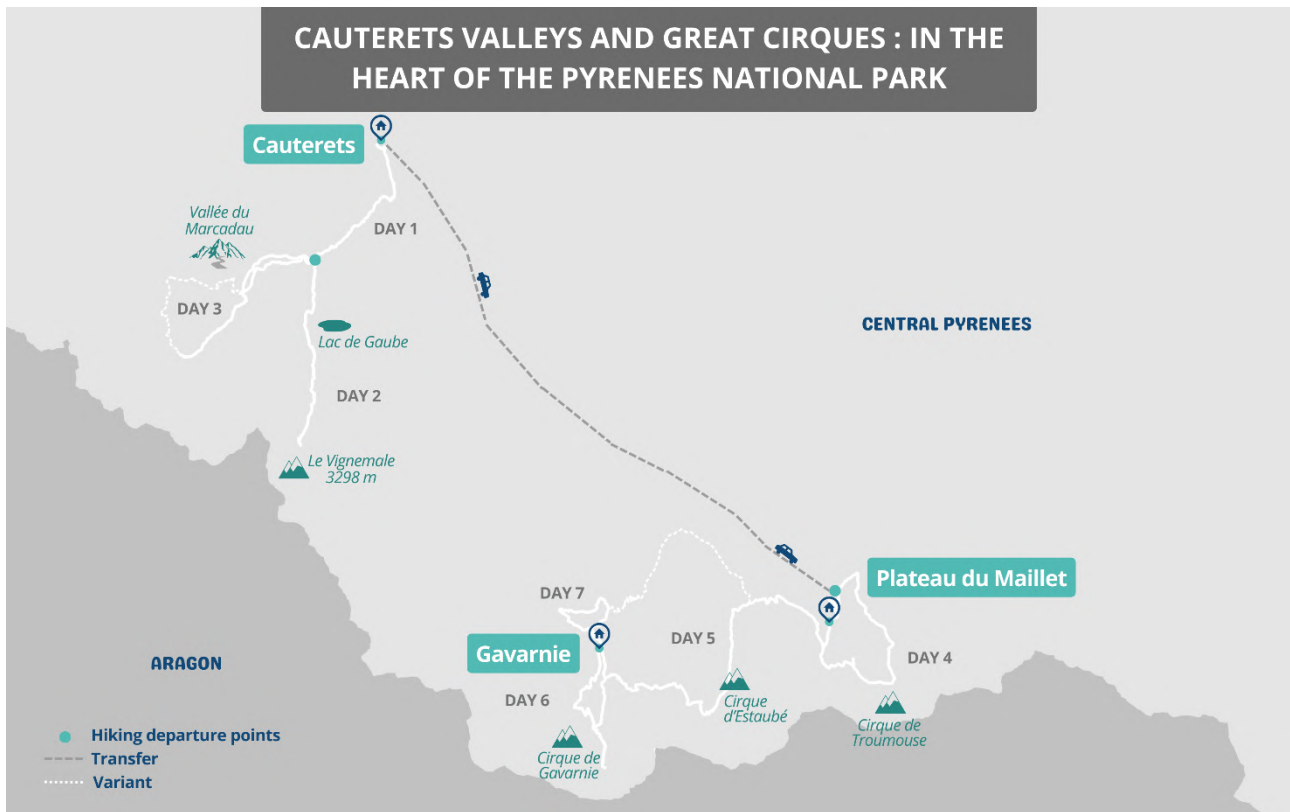 CAUTERETS VALLEYS AND GREAT CIRQUES : IN THE
HEART OF THE PYRENEES NATIONAL PARK
Cauterets
Vallée du
Marcadau
DAY 1
DAY 3
Lac de Gaube
CENTRAL PYRENEES
DAY 2
Le Vignemale
3298 m
Plateau du Maillet
DAY 7
Gavarnie
DAY 5
DAY 4
ARAGON
DAY 6
Cirque
d'Estaubé
Cirque de
Troumouse
Cirque de
Gavarnie
Hiking departure points
Transfer
Variant